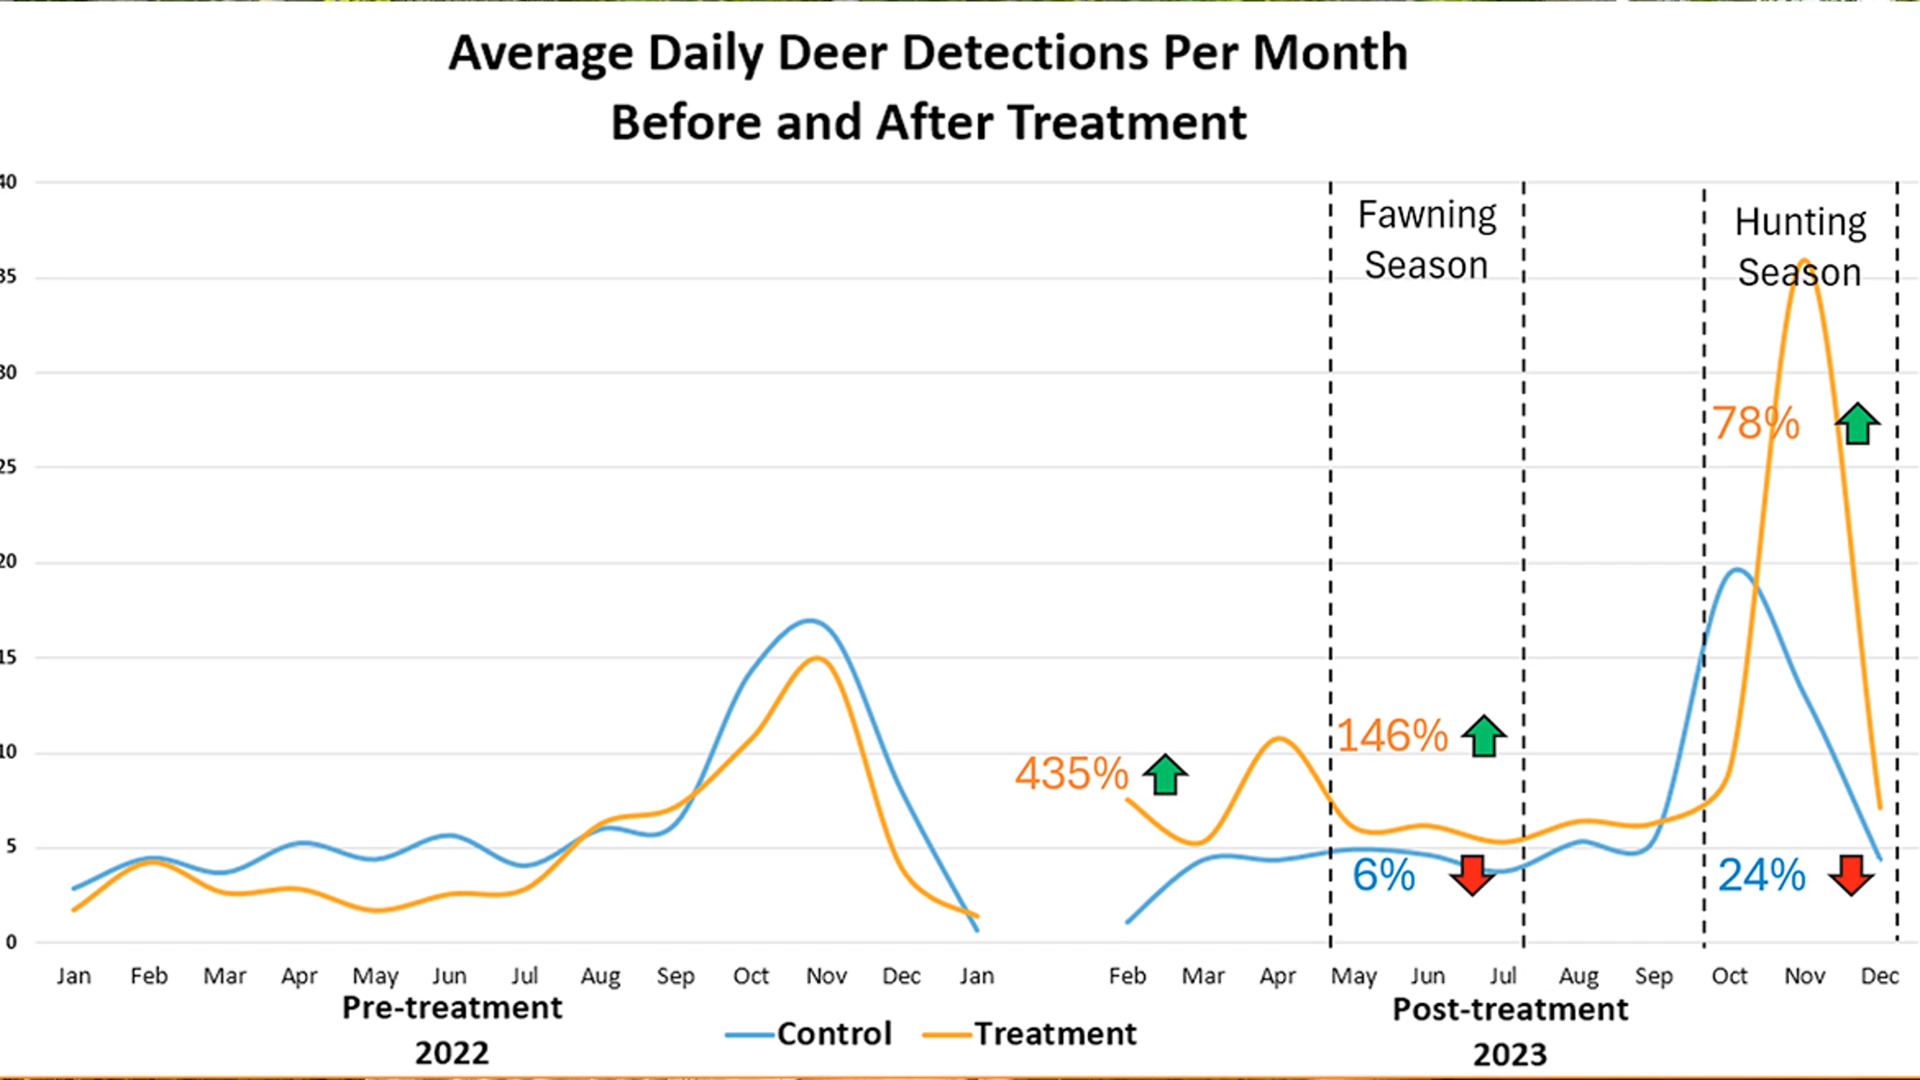 Average Daily Deer Detections Per Month
Before and After Treatment
40
35
30
25
20
15
10
5
0
Fawning
Season
Hunting
Season
78%
146%
435%
6%
24%
Jan Feb Mar Apr May Jun Jul Aug Sep Oct Nov Dec Jan Feb Mar Apr May Jun Jul Aug Sep Oct Nov Dec
Pre-treatment
2022
Control Treatment
Post-treatment
2023